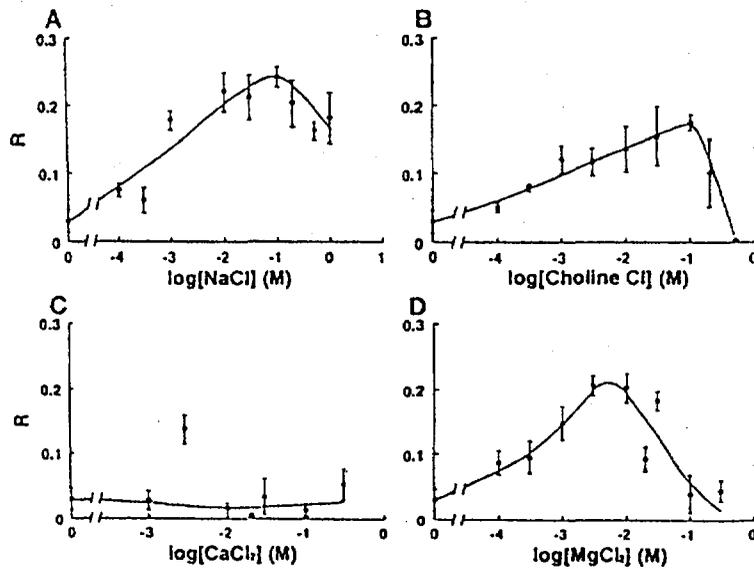 A
B
0.3
0.2
0.1
0
R
0 -4 -3 -2 -1 0 1
log[NaCl] (M)
0.3
0.2
0.1
0
0 -4 -3 -2 -1 0
log[Choline Cl] (M)
C
D
0.3
0.2
0.1
0
R
0 -3 -2 -1 0
log[CaCl₂] (M)
0.3
0.2
0.1
0
0 -4 -3 -2 -1 0
log[MgCl₂] (M)